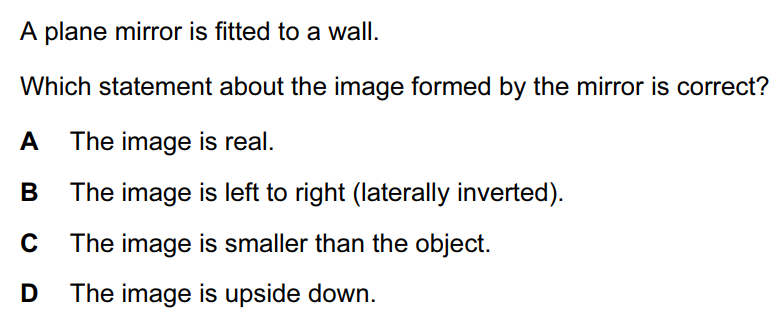 A plane mirror is fitted to a wall.
Which statement about the image formed by the mirror is correct?
A The image is real.
B The image is left to right (laterally inverted).
C The image is smaller than the object.
D The image is upside down.